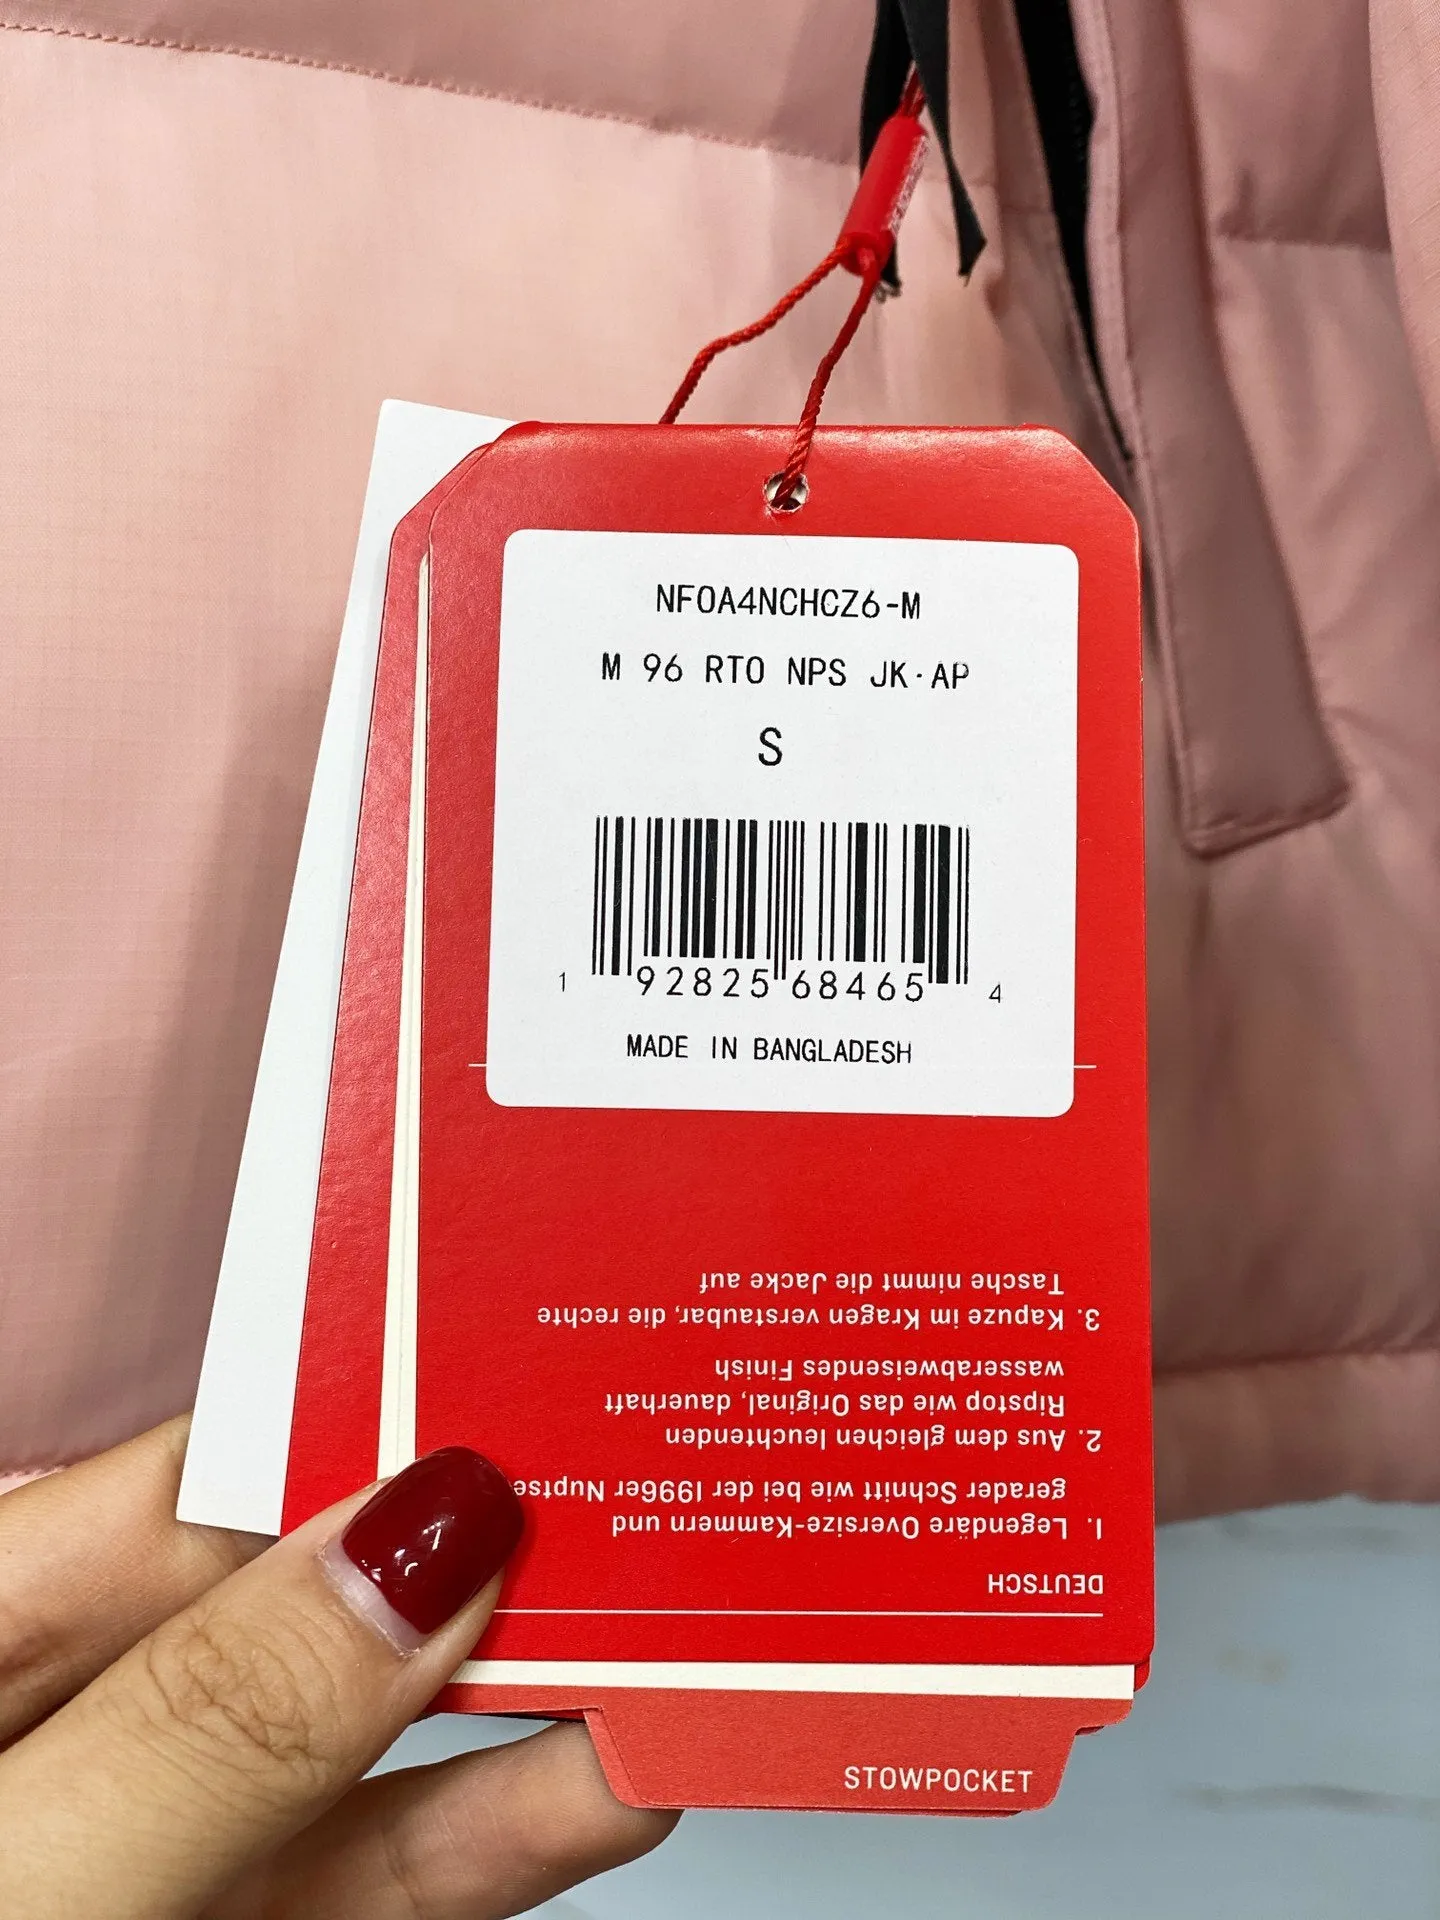 NF0A4NCHCZ6-M
M 96 RTO NPS JK-AP
S
1 92825 68465 4
MADE IN BANGLADESH
DEUTSCH
1. Legendäre Oversize-Kammern und
gerader Schnitt wie bei der 1996er Nuptse
2. Aus dem gleichen leuchtenden
Ripstop wie das Original, dauerhaft
wasserabweisendes Finish
3. Kapuze im Kragen verstaubar, die rechte
Tasche nimmt die Jacke auf
STOWPOCKET